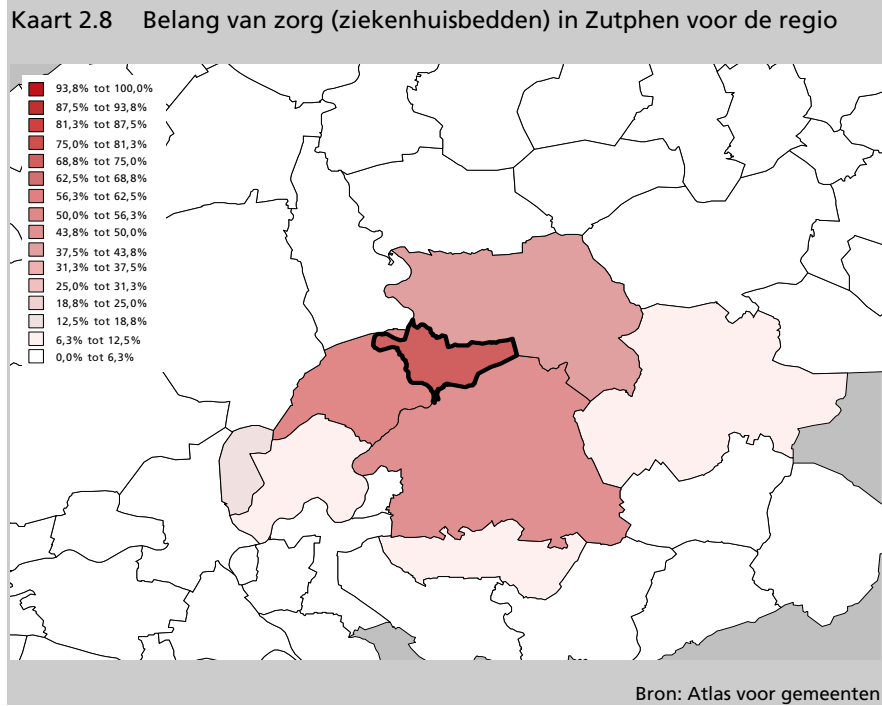 Kaart 2.8 Belang van zorg (ziekenhuisbedden) in Zutphen voor de regio
93,8% tot 100,0%
87,5% tot 93,8%
81,3% tot 87,5%
75,0% tot 81,3%
68,8% tot 75,0%
62,5% tot 68,8%
56,3% tot 62,5%
50,0% tot 56,3%
43,8% tot 50,0%
37,5% tot 43,8%
31,3% tot 37,5%
25,0% tot 31,3%
18,8% tot 25,0%
12,5% tot 18,8%
6,3% tot 12,5%
0,0% tot 6,3%
Bron: Atlas voor gemeenten